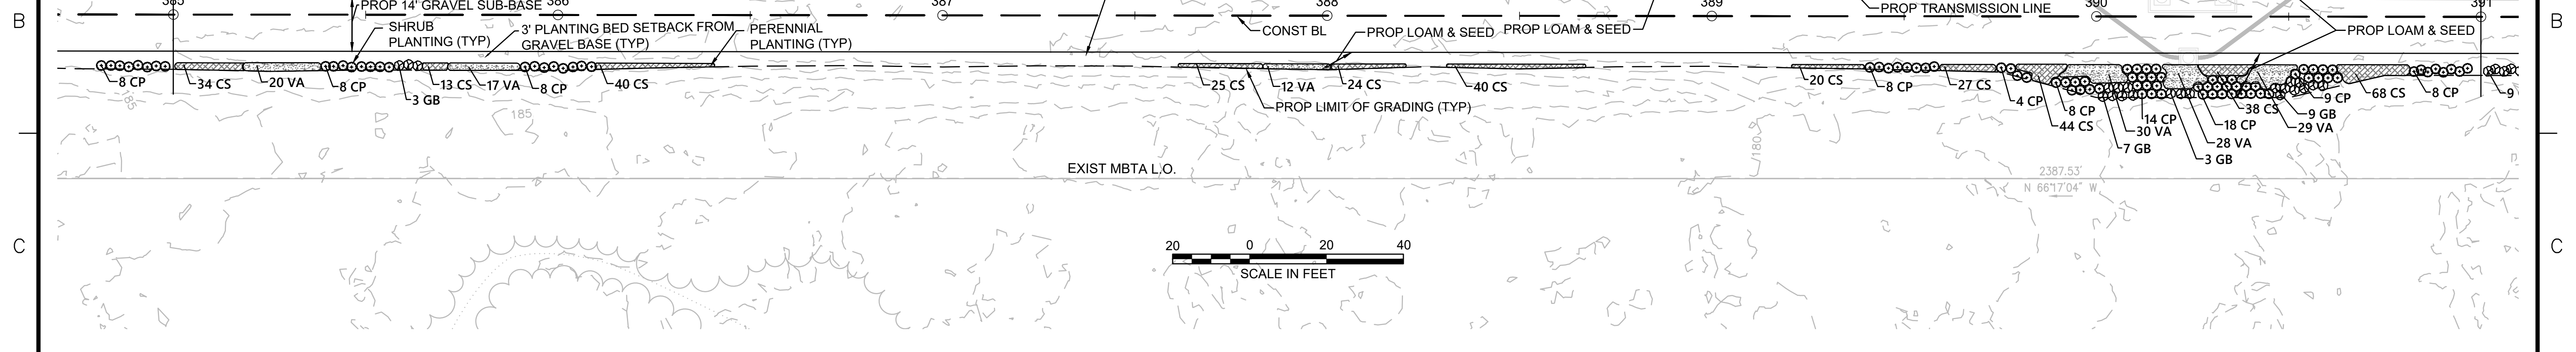 B
385
PROP 14' GRAVEL SUB-BASE
386
387
388
389
PROP TRANSMISSION LINE
390
391
B
SHRUB
PLANTING (TYP)
3' PLANTING BED SETBACK FROM
GRAVEL BASE (TYP)
PERENNIAL
PLANTING (TYP)
CONST BL
PROP LOAM & SEED
PROP LOAM & SEED
PROP LOAM & SEED
8 CP
34 CS
20 VA
8 CP
3 GB
13 CS
17 VA
8 CP
40 CS
25 CS
12 VA
24 CS
40 CS
20 CS
8 CP
27 CS
4 CP
8 CP
44 CS
14 CP
30 VA
7 GB
38 CS
18 CP
28 VA
3 GB
9 CP
9 GB
29 VA
68 CS
8 CP
9
PROP LIMIT OF GRADING (TYP)
185
180
EXIST MBTA L.O.
2387.53'
N 66°17'04" W
C
20 0 20 40
SCALE IN FEET
C